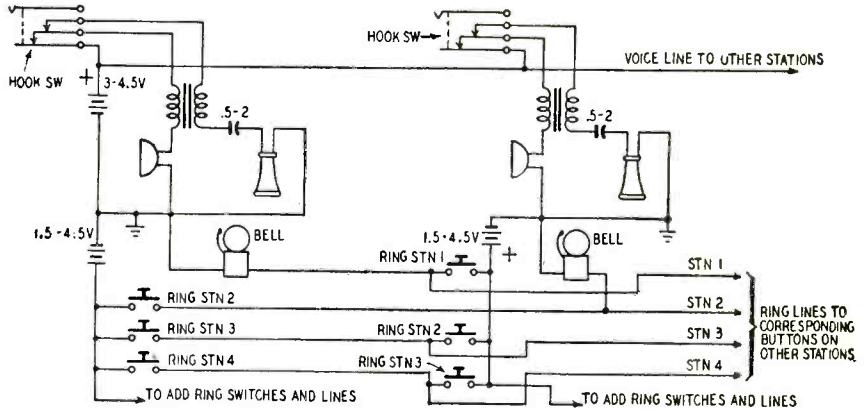 HOOK SW
HOOK SW
VOICE LINE TO OTHER STATIONS
+
3-4.5V
.5-2
.5-2
1.5-4.5V
BELL
1.5-4.5V
+
BELL
RING STN 1
STN 1
RING STN 2
STN 2
RING STN 3
RING STN 2
STN 3
RING STN 4
RING STN 3
STN 4
RING LINES TO
CORRESPONDING
BUTTONS ON
OTHER STATIONS.
TO ADD RING SWITCHES AND LINES
TO ADD RING SWITCHES AND LINES